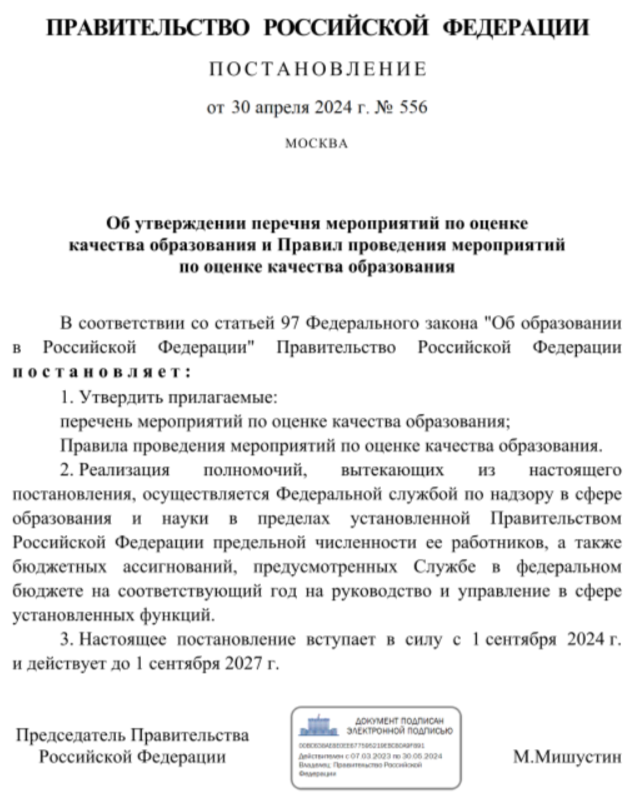 ПРАВИТЕЛЬСТВО РОССИЙСКОЙ ФЕДЕРАЦИИ
ПОСТАНОВЛЕНИЕ
от 30 апреля 2024 г. № 556
МОСКВА
Об утверждении перечня мероприятий по оценке
качества образования и Правил проведения мероприятий
по оценке качества образования
В соответствии со статьей 97 Федерального закона "Об образовании
в Российской Федерации" Правительство Российской Федерации
постановляет:
1. Утвердить прилагаемые:
перечень мероприятий по оценке качества образования;
Правила проведения мероприятий по оценке качества образования.
2. Реализация полномочий, вытекающих из настоящего
постановления, осуществляется Федеральной службой по надзору в сфере
образования и науки в пределах установленной Правительством
Российской Федерации предельной численности ее работников, а также
бюджетных ассигнований, предусмотренных Службе в федеральном
бюджете на соответствующий год на руководство и управление в сфере
установленных функций.
3. Настоящее постановление вступает в силу с 1 сентября 2024 г.
и действует до 1 сентября 2027 г.
Председатель Правительства
Российской Федерации
ДОКУМЕНТ ПОДПИСАН
ЭЛЕКТРОННОЙ ПОДПИСЬЮ
Действителен с 07.03.2023 по 30.05.2024
Владелец: Правительство Российской
Федерации
М.Мишустин